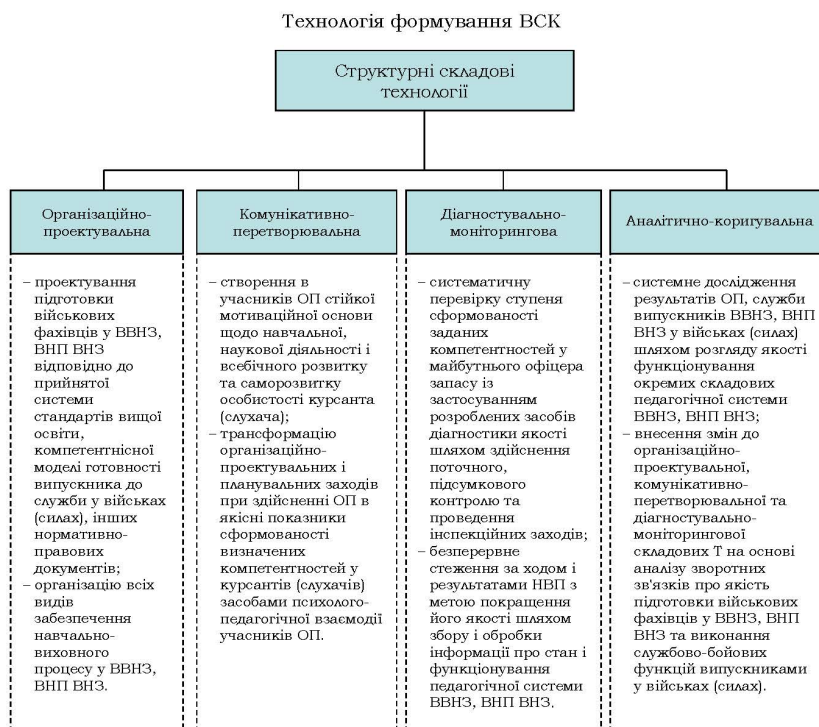 Технологія формування ВСК
Структурні складові
технології
Організаційно-
проектувальна
Комунікативно-
перетворювальна
Діагностувально-
моніторингова
Аналітично-коригувальна
– проектування
підготовки
військових
фахівців у ВВНЗ,
ВНП ВНЗ
відповідно до
прийнятої
системи
стандартів вищої
освіти,
компетентнісної
моделі готовності
випускника до
служби у військах
(силах), інших
нормативно-
правових
документів;
– організацію всіх
видів
забезпечення
навчально-
виховного
процесу у ВВНЗ,
ВНП ВНЗ.
– створення в
учасників ОП стійкої
мотиваційної основи
щодо навчальної,
наукової діяльності і
всебічного розвитку
та саморозвитку
особистості курсанта
(слухача);
– трансформацію
організаційно-
проектувальних і
планувальних заходів
при здійсненні ОП в
якісні показники
сформованості
визначених
компетентностей у
курсантів (слухачів)
засобами психолого-
педагогічної взаємодії
учасників ОП.
– систематичну
перевірку ступеня
сформованості
заданих
компетентностей у
майбутнього офіцера
запасу із
застосуванням
розроблених засобів
діагностики якості
шляхом здійснення
поточного,
підсумкового
контролю та
проведення
інспекційних заходів;
– безперервне
стеження за ходом і
результатами НВП з
метою покращення
його якості шляхом
збору і обробки
інформації про стан і
функціонування
педагогічної системи
ВВНЗ, ВНП ВНЗ.
– системне дослідження
результатів ОП, служби
випускників ВВНЗ, ВНП
ВНЗ у військах (силах)
шляхом розгляду якості
функціонування
окремих складових
педагогічної системи
ВВНЗ, ВНП ВНЗ;
– внесення змін до
організаційно-
проектувальної,
комунікативно-
перетворювальної та
діагностувально-
моніторингової
складових Т на основі
аналізу зворотних
зв'язків про якість
підготовки військових
фахівців у ВВНЗ, ВНП
ВНЗ та виконання
службово-бойових
функцій випускниками
у військах (силах).